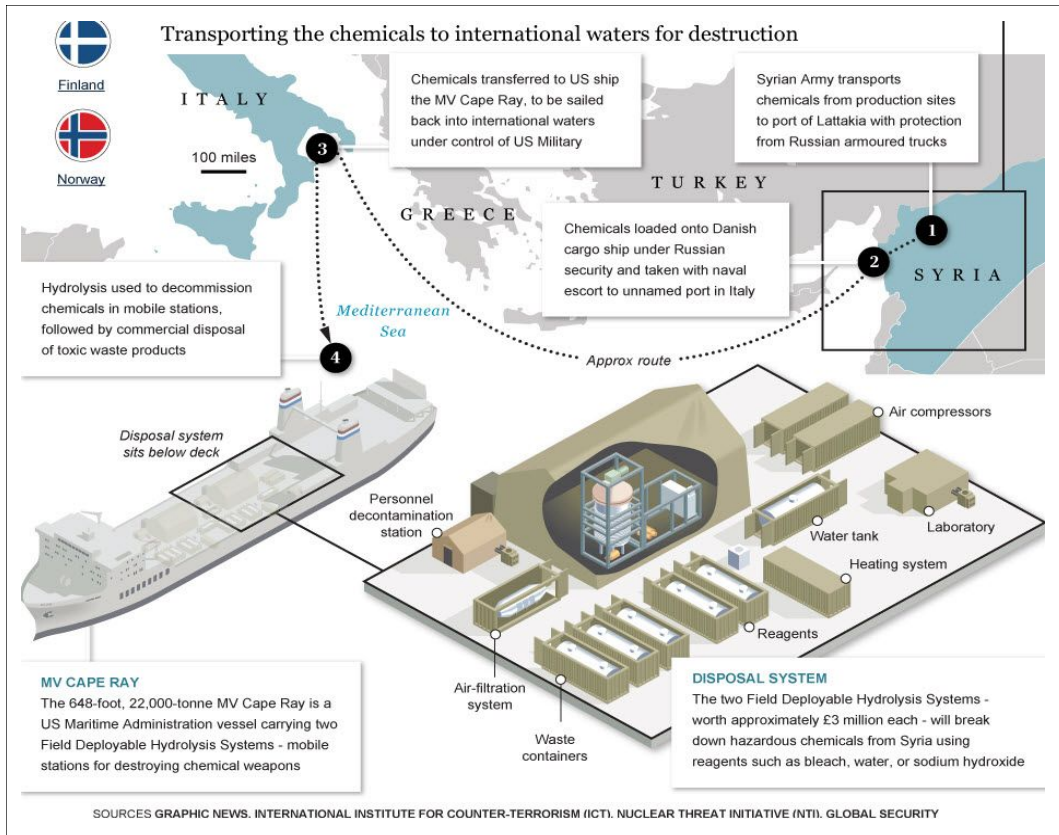 Transporting the chemicals to international waters for destruction
Finland
Norway
ITALY
100 miles
3
Chemicals transferred to US ship
the MV Cape Ray, to be sailed
back into international waters
under control of US Military
Syrian Army transports
chemicals from production sites
to port of Lattakia with protection
from Russian armoured trucks
TURKEY
GREECE
Chemicals loaded onto Danish
cargo ship under Russian
security and taken with naval
escort to unnamed port in Italy
1
2
SYRIA
Hydrolysis used to decommission
chemicals in mobile stations,
followed by commercial disposal
of toxic waste products
Mediterranean
Sea
4
Approx route
Disposal system
sits below deck
Personnel
decontamination
station
Air compressors
Laboratory
Water tank
Heating system
Reagents
Air-filtration
system
Waste
containers
MV CAPE RAY
The 648-foot, 22,000-tonne MV Cape Ray is a
US Maritime Administration vessel carrying two
Field Deployable Hydrolysis Systems - mobile
stations for destroying chemical weapons
DISPOSAL SYSTEM
The two Field Deployable Hydrolysis Systems -
worth approximately £3 million each - will break
down hazardous chemicals from Syria using
reagents such as bleach, water, or sodium hydroxide
SOURCES GRAPHIC NEWS, INTERNATIONAL INSTITUTE FOR COUNTER-TERRORISM (ICT), NUCLEAR THREAT INITIATIVE (NTI), GLOBAL SECURITY